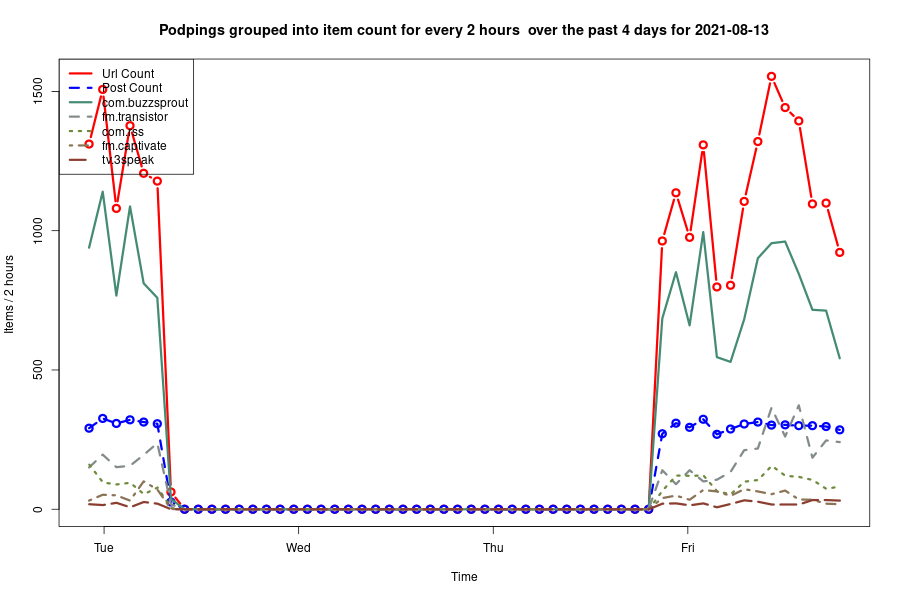 Podpings grouped into item count for every 2 hours  over the past 4 days for 2021-08-13
Url Count
Post Count
com.buzzsprout
fm.transistor
com.rss
fm.captivate
tv.3speak
1500
1000
500
0
Items / 2 hours
Tue
Wed
Thu
Fri
Time